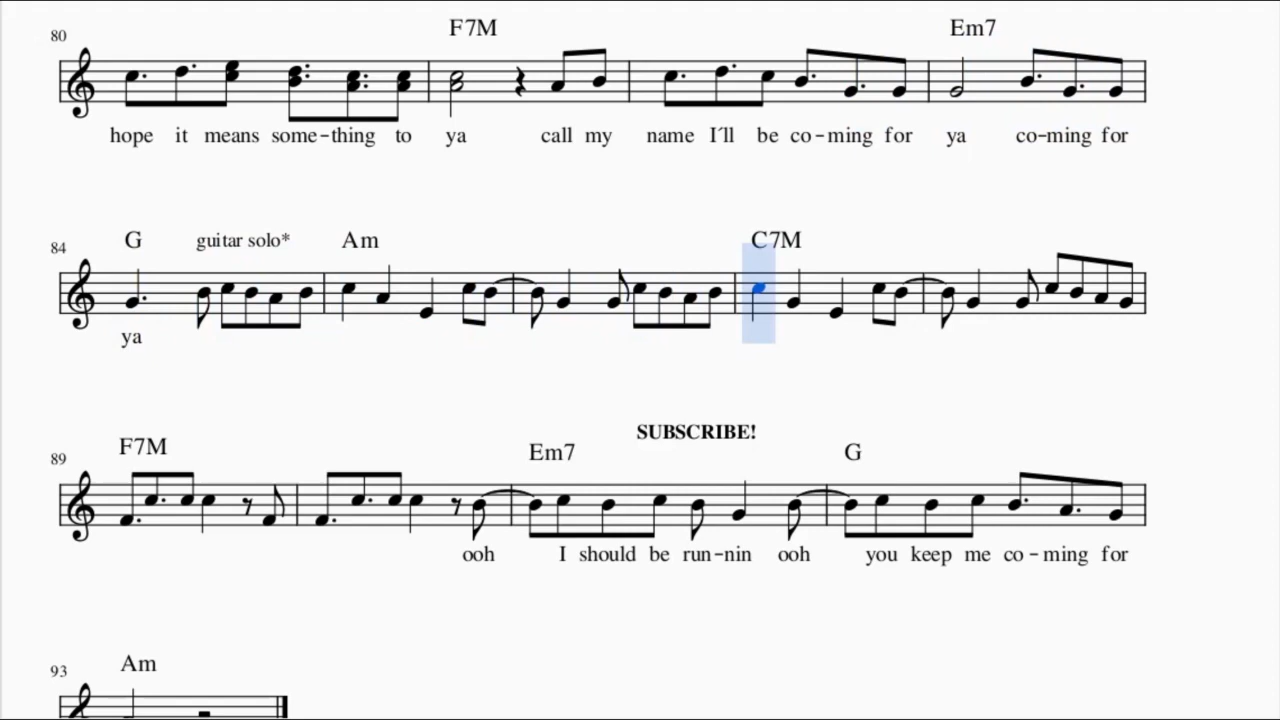 80 F7M Em7
hope it means some-thing to ya call my name I´ll be co-ming for ya co-ming for
84 G guitar solo* Am C7M
ya
SUBSCRIBE!
89 F7M Em7 G
ooh I should be run-nin ooh you keep me co-ming for
93 Am